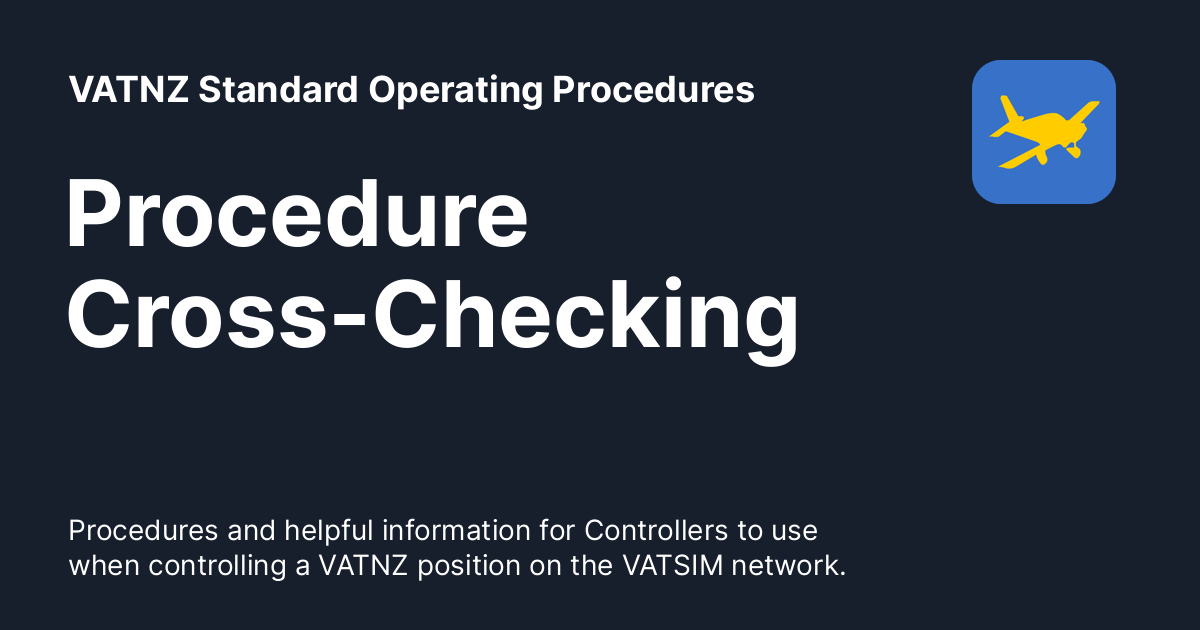 VATNZ Standard Operating Procedures
Procedure
Cross-Checking
Procedures and helpful information for Controllers to use
when controlling a VATNZ position on the VATSIM network.